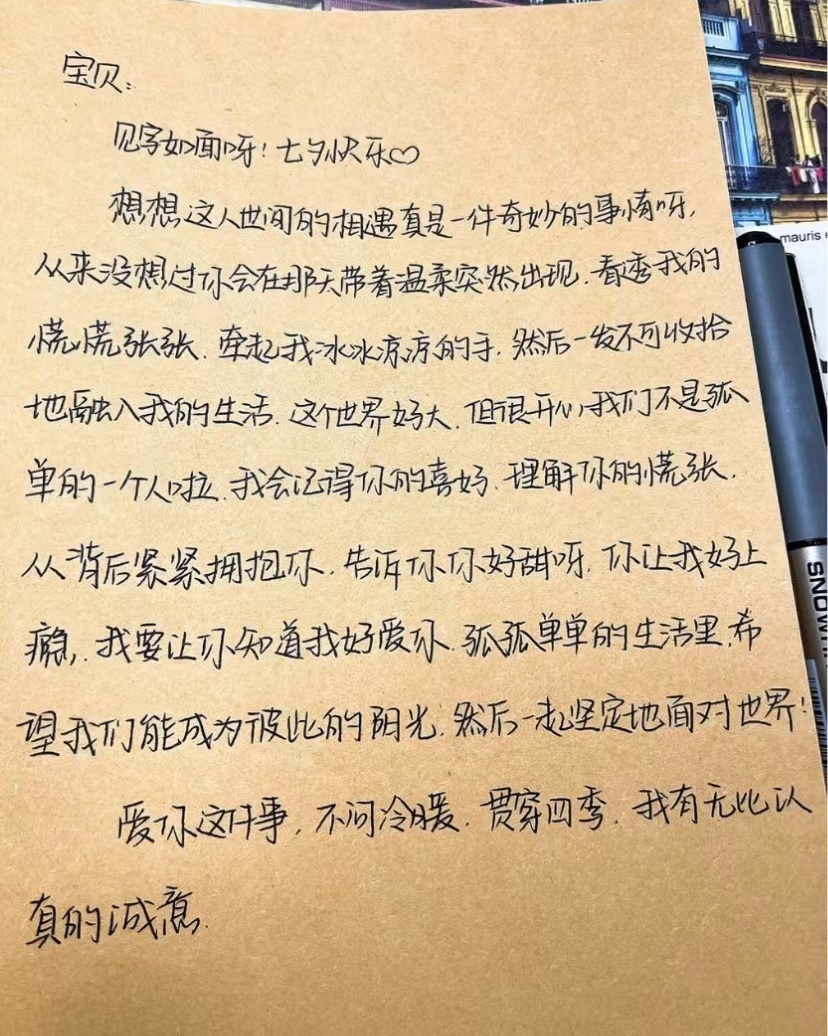 宝贝:
见字如面呀!七夕快乐♡
想想这人世间的相遇真是一件奇妙的事情呀,
从来没想过你会在那天带着温柔突然出现.看透我的
慌慌张张.牵起我冰冰凉凉的手.然后一发不可收拾
地融入我的生活.这个世界好大.但很开心我们不是孤
单的一个人啦.我会记得你的喜好.理解你的慌张.
从背后紧紧拥抱你.告诉你你好甜呀.你让我好上
瘾.我要让你知道我好爱你.孤孤单单的生活里.希
望我们能成为彼此的阳光.然后一起坚定地面对世界!
爱你这件事,不问冷暖.贯穿四季.我有无比认
真的诚意.
mauris
SNOW